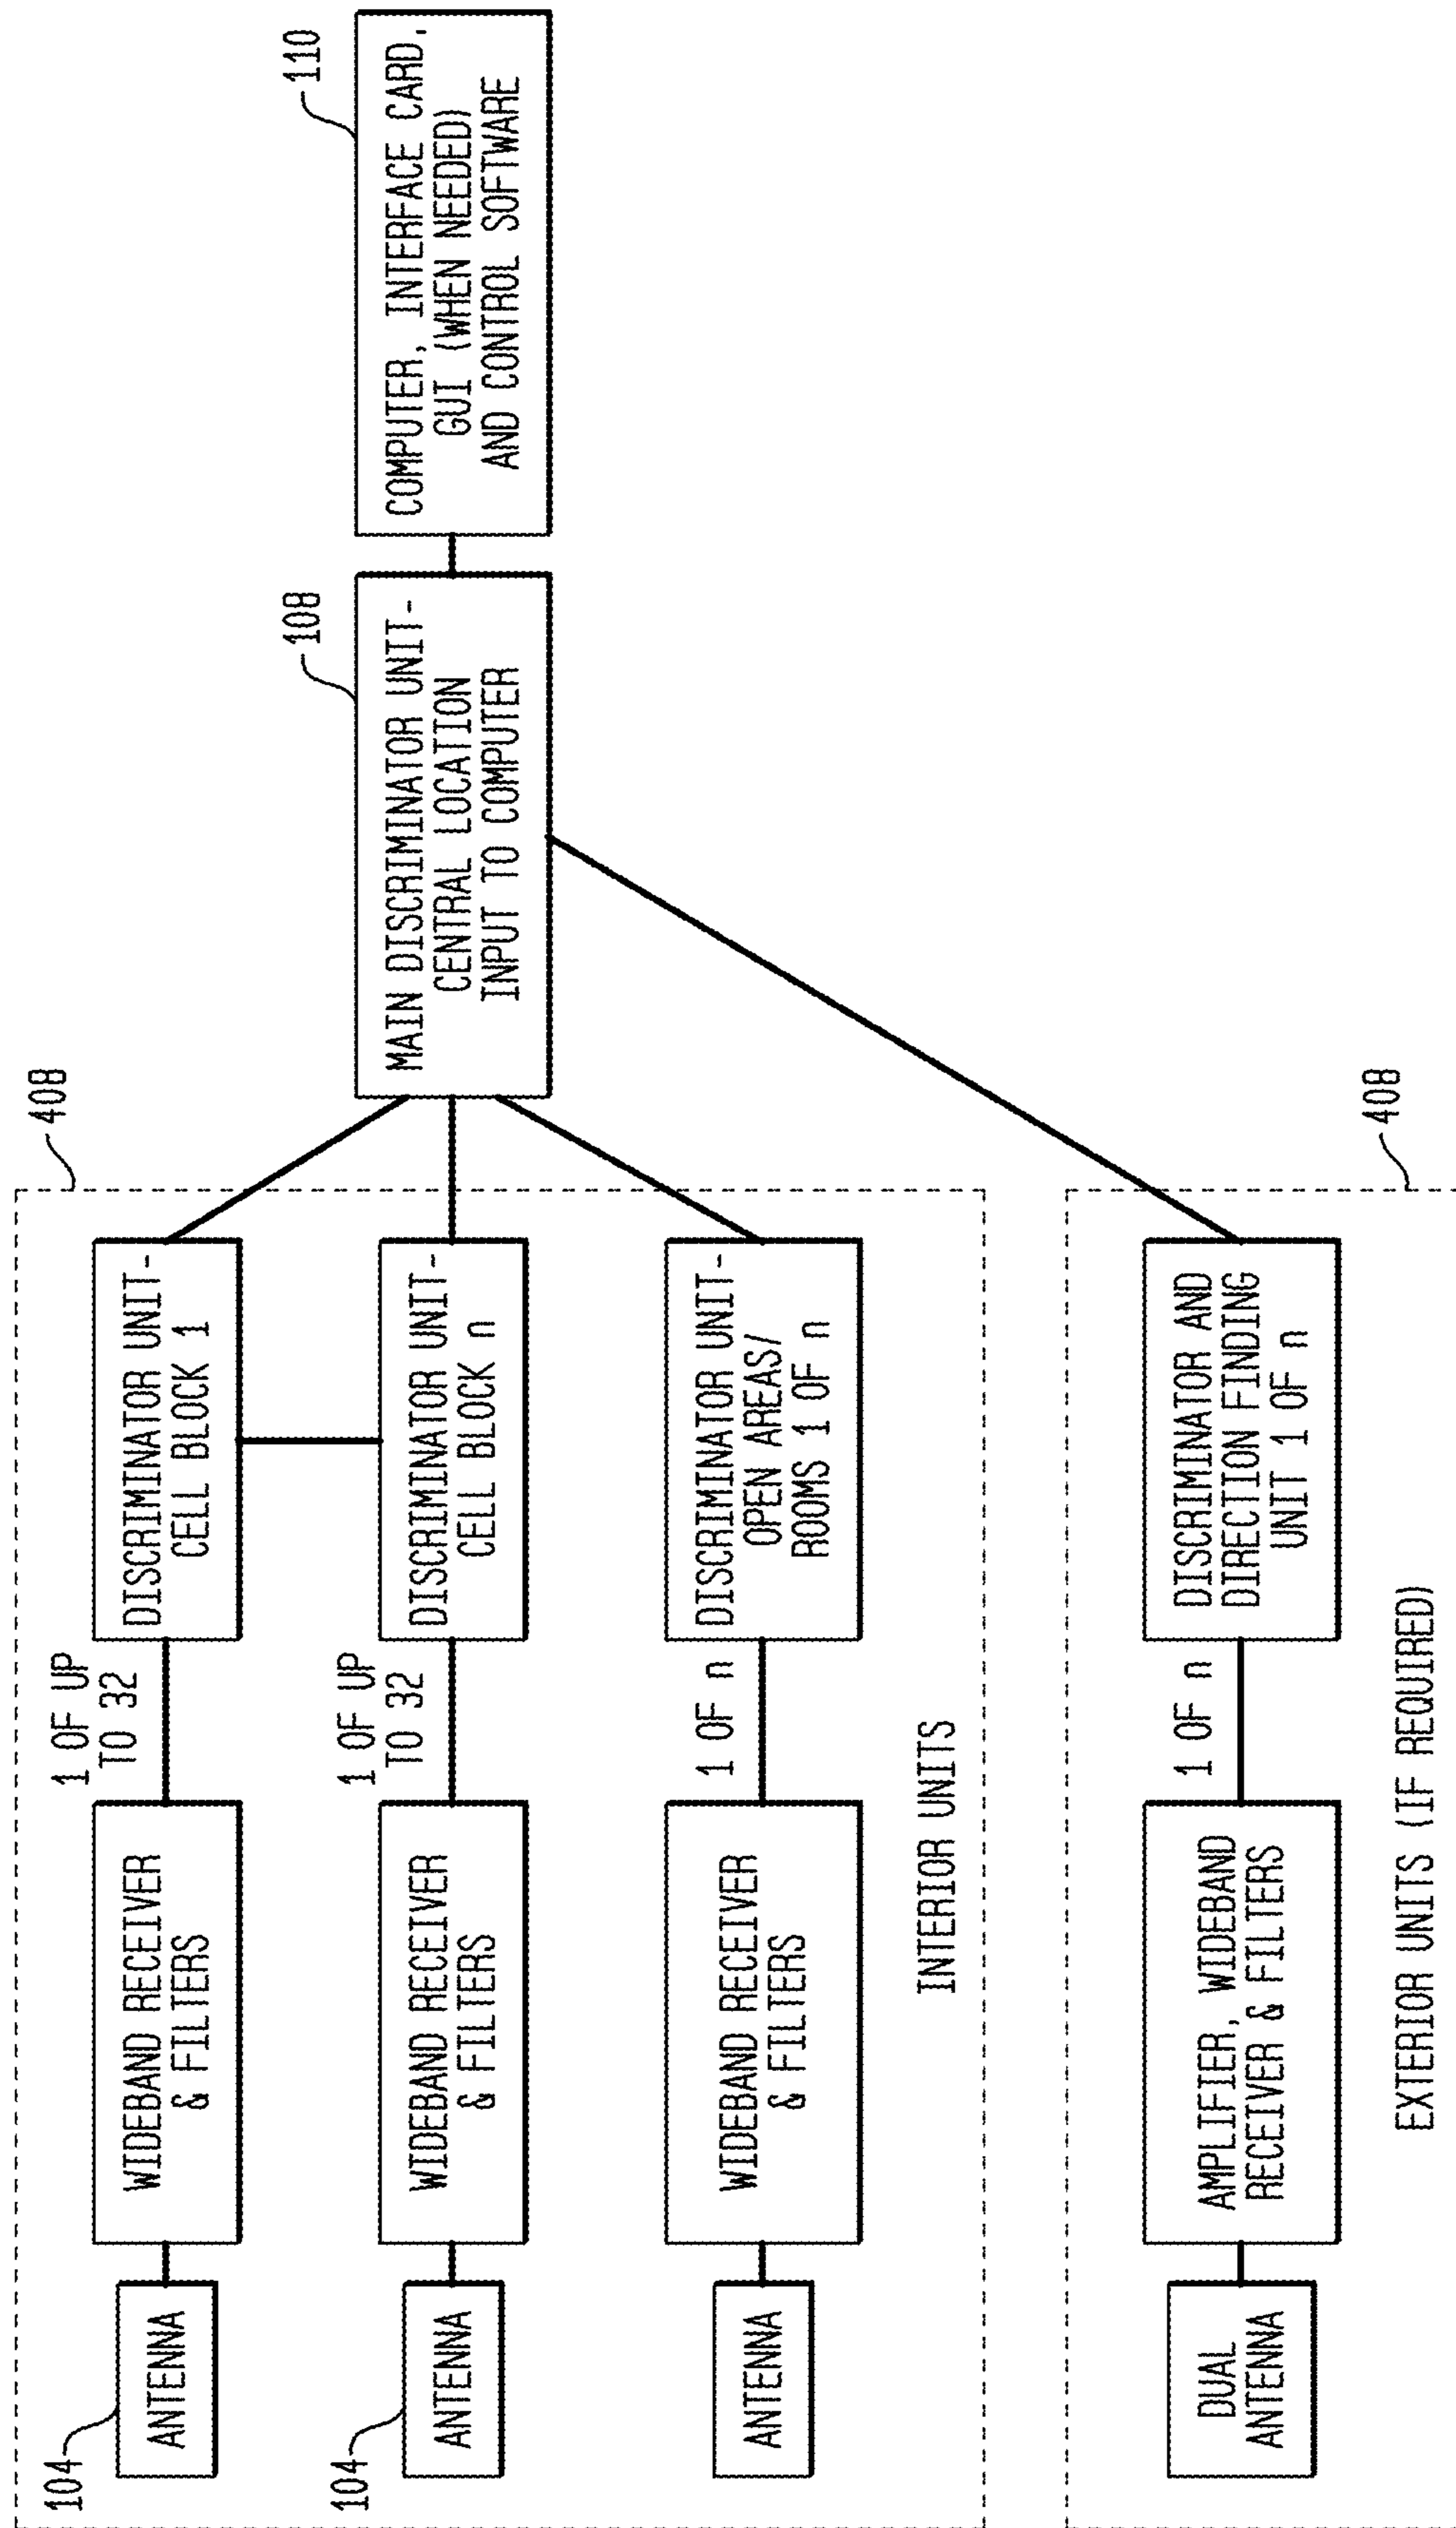 104
ANTENNA
WIDEBAND RECEIVER
& FILTERS
1 OF UP
TO 32
DISCRIMINATOR UNIT-
CELL BLOCK 1
408
104
ANTENNA
WIDEBAND RECEIVER
& FILTERS
1 OF UP
TO 32
DISCRIMINATOR UNIT-
CELL BLOCK n
108
MAIN DISCRIMINATOR UNIT-
CENTRAL LOCATION
INPUT TO COMPUTER
110
COMPUTER, INTERFACE CARD,
GUI (WHEN NEEDED)
AND CONTROL SOFTWARE
ANTENNA
WIDEBAND RECEIVER
& FILTERS
1 OF n
DISCRIMINATOR UNIT-
OPEN AREAS/
ROOMS 1 OF n
INTERIOR UNITS
DUAL
ANTENNA
AMPLIFIER, WIDEBAND
RECEIVER & FILTERS
1 OF n
DISCRIMINATOR AND
DIRECTION FINDING
UNIT 1 OF n
408
EXTERIOR UNITS (IF REQUIRED)